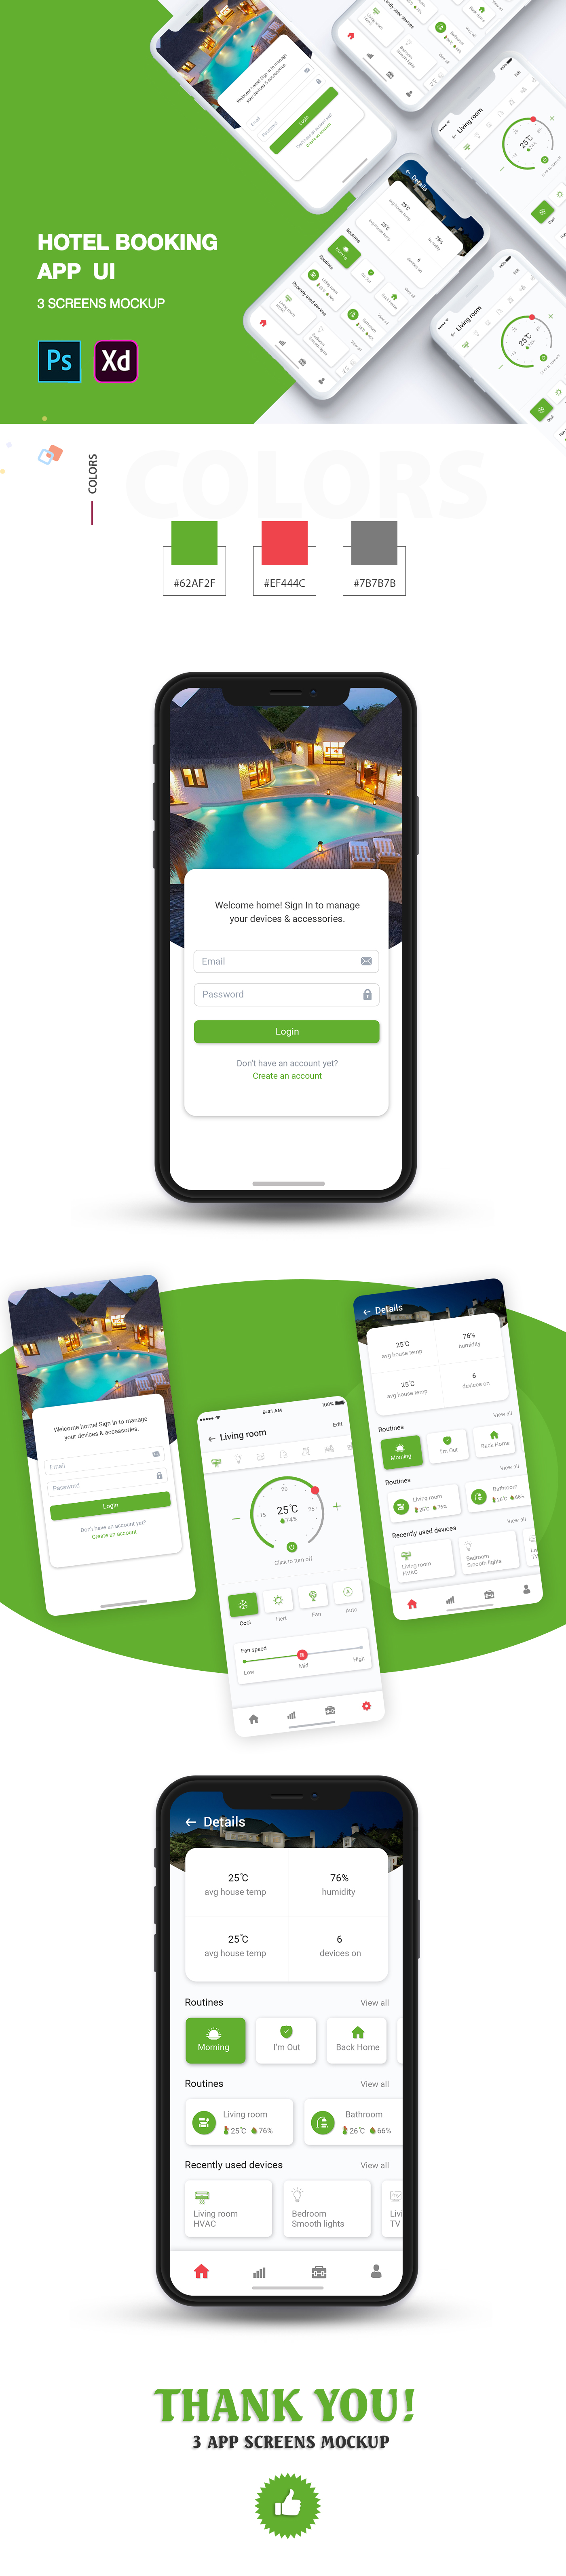 HOTEL BOOKING
APP UI
3 SCREENS MOCKUP
Ps
Xd
COLORS
COLORS
#62AF2F
#EF444C
#7B7B7B
Welcome home! Sign In to manage
your devices & accessories.
Email
Password
Login
Don't have an account yet?
Create an account
Welcome home! Sign In to manage
your devices & accessories.
Email
Password
Login
Don't have an account yet?
Create an account
9:41 AM
100%
Living room
Edit
20
15
25
25℃
74%
Click to turn off
Cool
Hert
Fan
Auto
Fan speed
Low
Mid
High
Details
25℃
avg house temp
76%
humidity
25℃
avg house temp
6
devices on
Routines
View all
Morning
I'm Out
Back Home
Routines
View all
Living room
25℃ 76%
Bathroom
26℃ 66%
Recently used devices
View all
Living room
HVAC
Bedroom
Smooth lights
TV
Details
25℃
avg house temp
76%
humidity
25℃
avg house temp
6
devices on
Routines
View all
Morning
I'm Out
Back Home
Routines
View all
Living room
25℃ 76%
Bathroom
26℃ 66%
Recently used devices
View all
Living room
HVAC
Bedroom
Smooth lights
Livi
TV
THANK YOU!
3 APP SCREENS MOCKUP